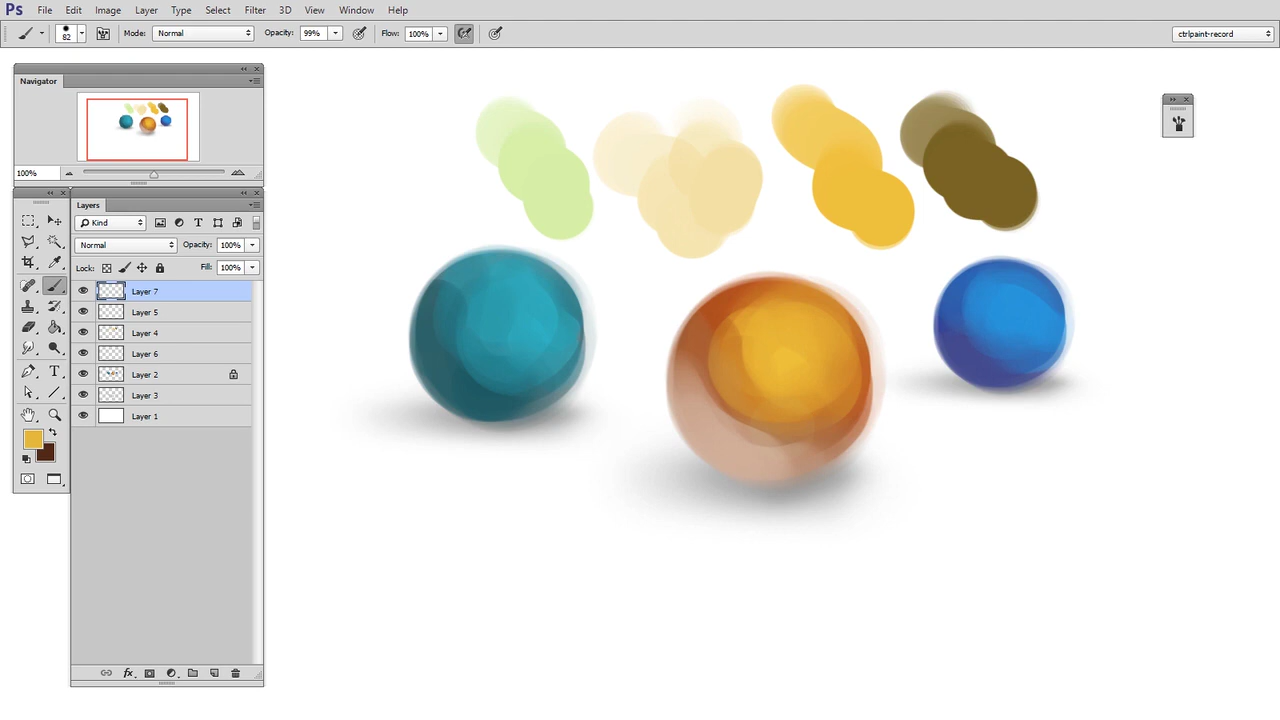 Ps File Edit Image Layer Type Select Filter 3D View Window Help
82 Mode: Normal Opacity: 99% Flow: 100% ctrlpaint-record
Navigator
100%
Layers
Kind T
Normal Opacity: 100%
Lock: Fill: 100%
Layer 7
Layer 5
Layer 4
Layer 6
Layer 2
Layer 3
Layer 1
T
fx